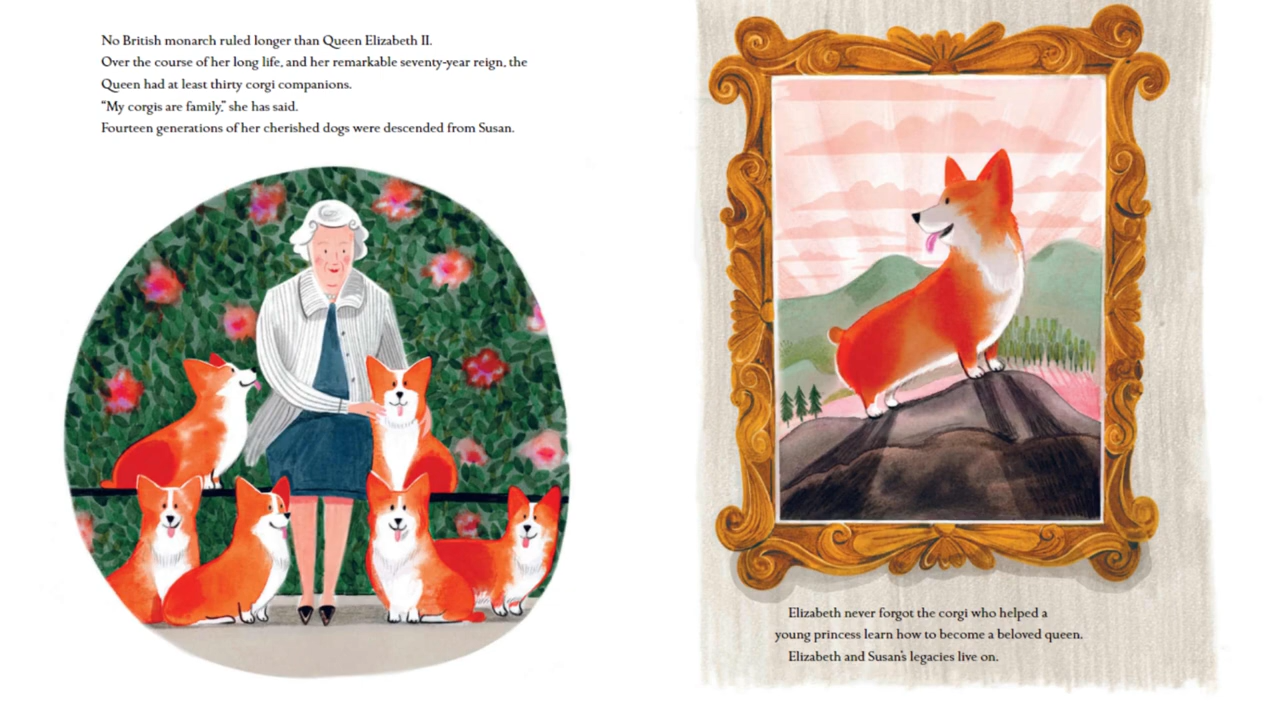 No British monarch ruled longer than Queen Elizabeth II.
Over the course of her long life, and her remarkable seventy-year reign, the
Queen had at least thirty corgi companions.
“My corgis are family,” she has said.
Fourteen generations of her cherished dogs were descended from Susan.
Elizabeth never forgot the corgi who helped a
young princess learn how to become a beloved queen.
Elizabeth and Susan’s legacies live on.